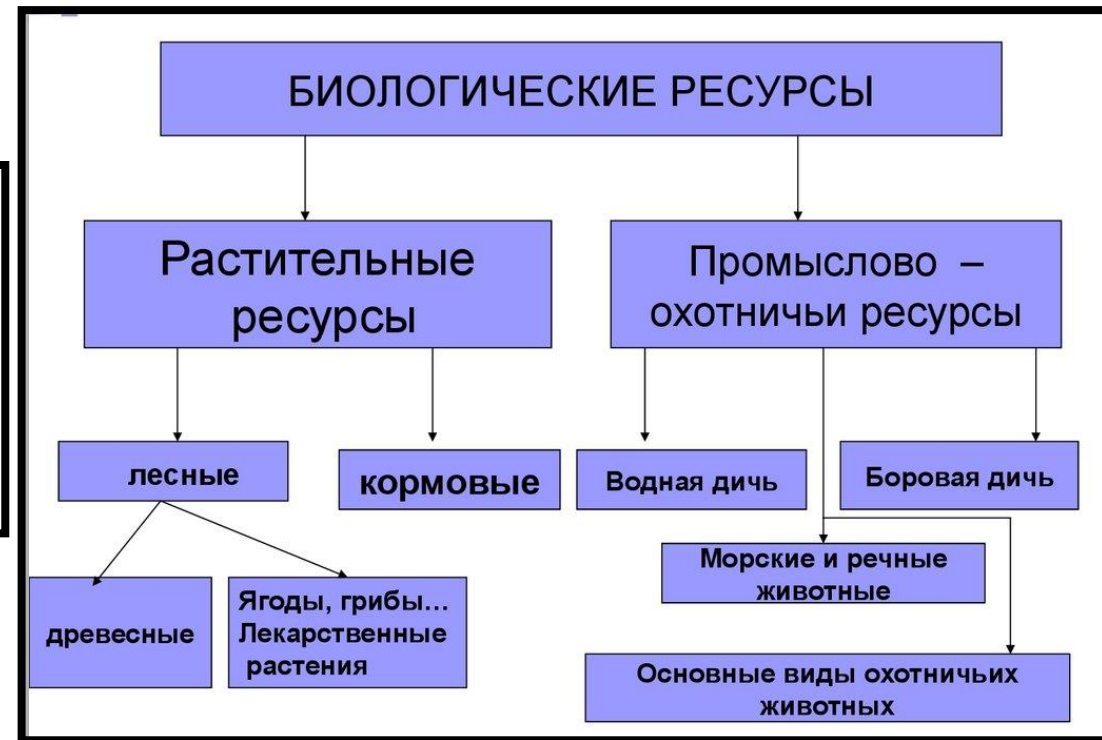 БИОЛОГИЧЕСКИЕ РЕСУРСЫ
Растительные
ресурсы
Промыслово –
охотничьи ресурсы
лесные
кормовые
Водная дичь
Боровая дичь
древесные
Ягоды, грибы...
Лекарственные
растения
Морские и речные
животные
Основные виды охотничьих
животных